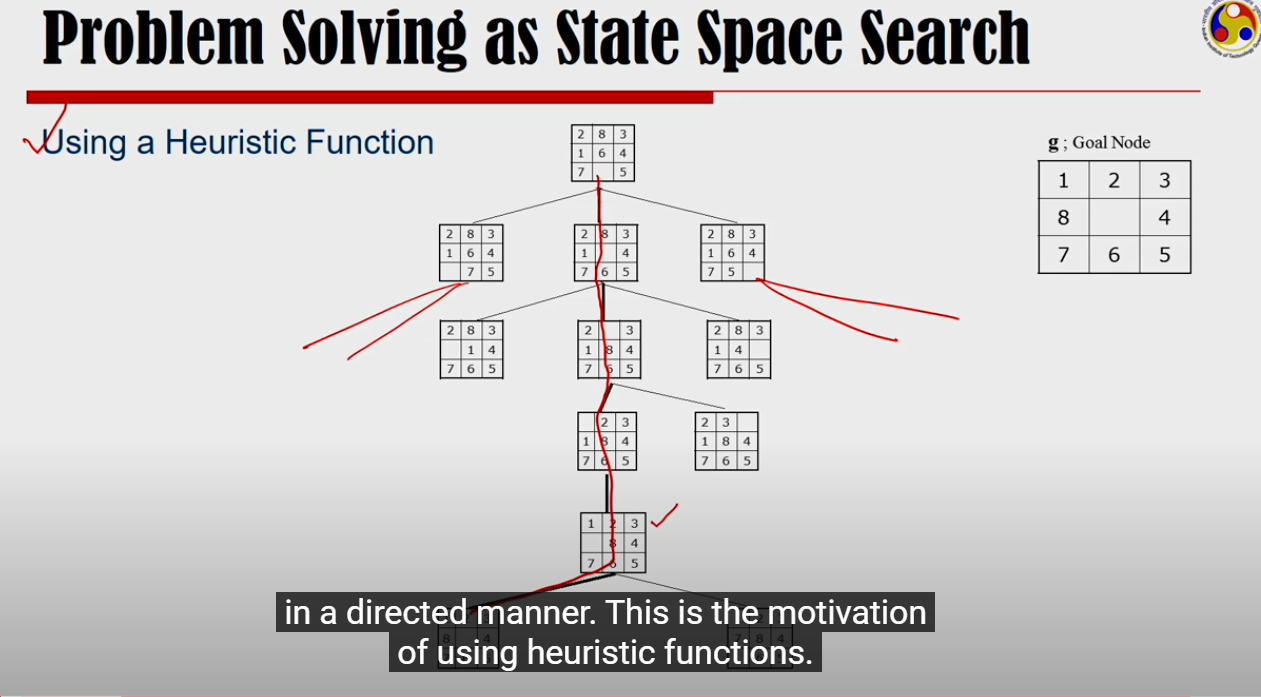 Problem Solving as State Space Search
Using a Heuristic Function
g ; Goal Node
1 2 3
8 4
7 6 5
2 8 3
1 6 4
7 5
2 8 3
1 6 4
7 5
2 8 3
1 4
7 6 5
2 8 3
1 6 4
7 5
2 8 3
1 4
7 6 5
2 3
1 8 4
7 6 5
2 8 3
1 4
7 6 5
2 3
1 8 4
7 6 5
2 3
1 8 4
7 6 5
1 2 3
8 4
7 6 5
8 4
7 8 4
in a directed manner. This is the motivation
of using heuristic functions.